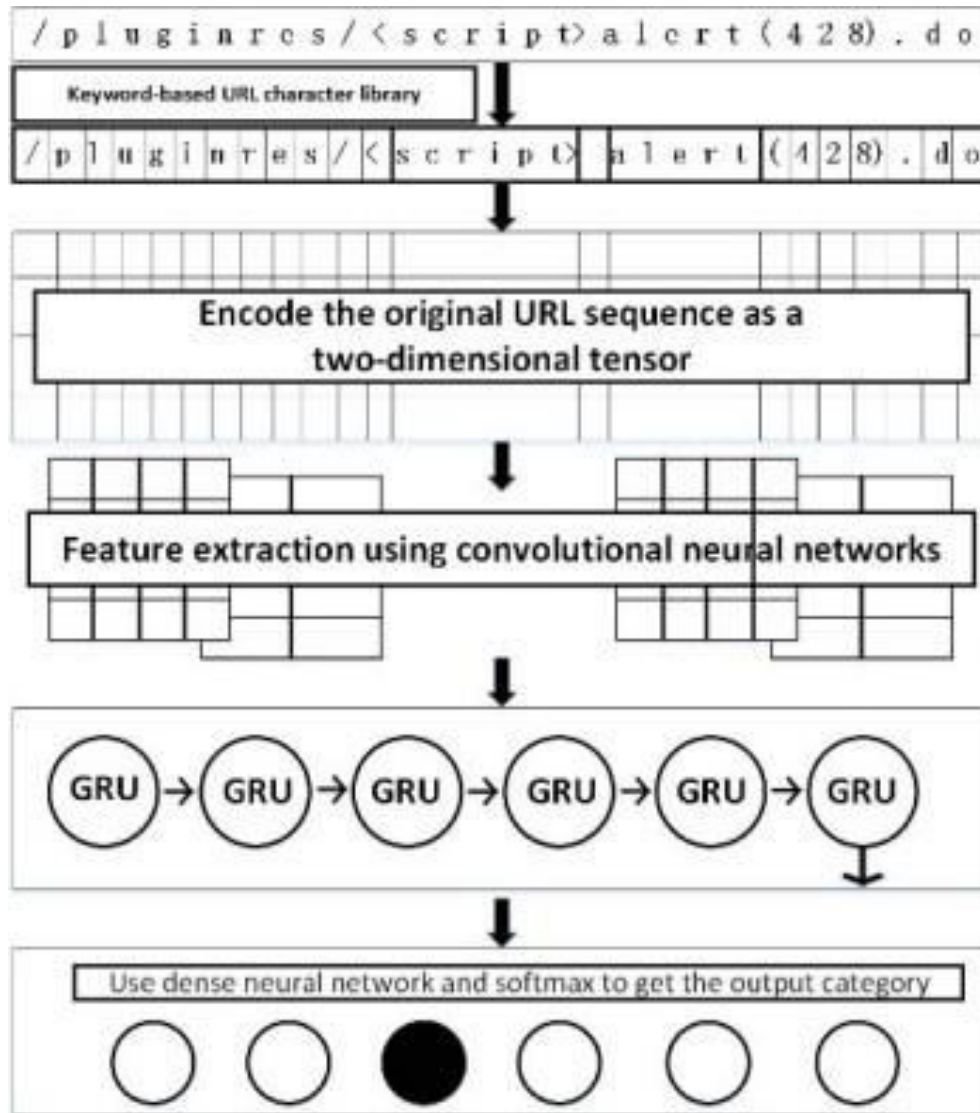 /pluginres/<script>alert(428).do
Keyword-based URL character library
/pluginres/<script>alert(428).do
Encode the original URL sequence as a
two-dimensional tensor
Feature extraction using convolutional neural networks
GRU GRU GRU GRU GRU GRU
Use dense neural network and softmax to get the output category